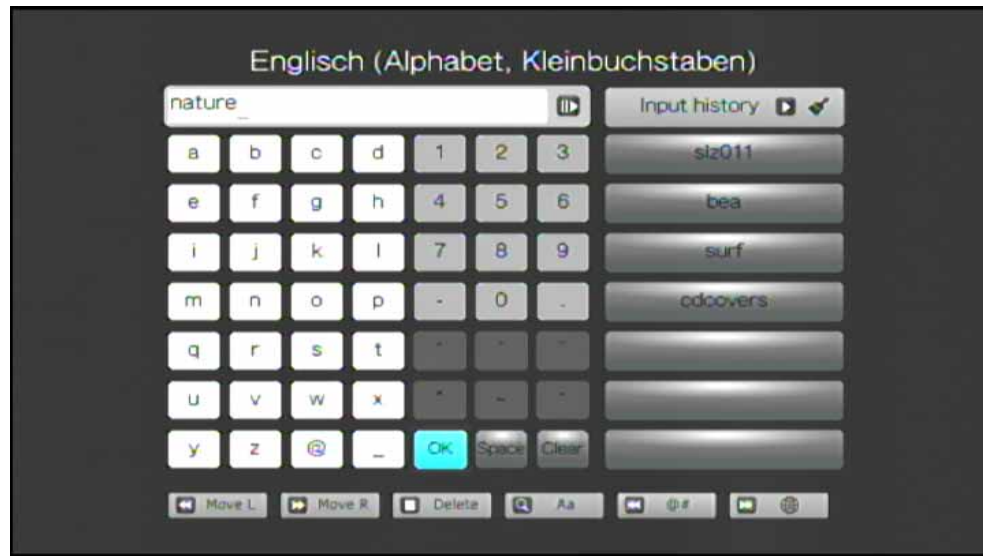 Englisch (Alphabet, Kleinbuchstaben)
nature_
Input history
a b c d 1 2 3
slz011
e f g h 4 5 6
bea
i j k l 7 8 9
surf
m n o p - 0 .
cdcovers
q r s t
u v w x
y z @ _ OK Space Clear
Move L Move R Delete Aa @#